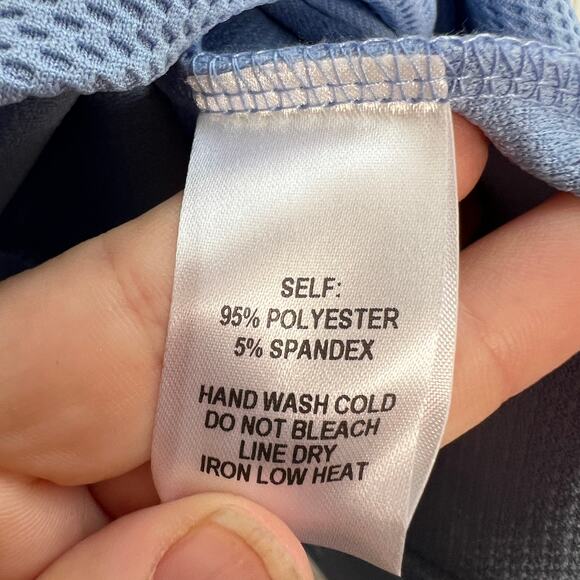 SELF:
95% POLYESTER
5% SPANDEX
HAND WASH COLD
DO NOT BLEACH
LINE DRY
IRON LOW HEAT